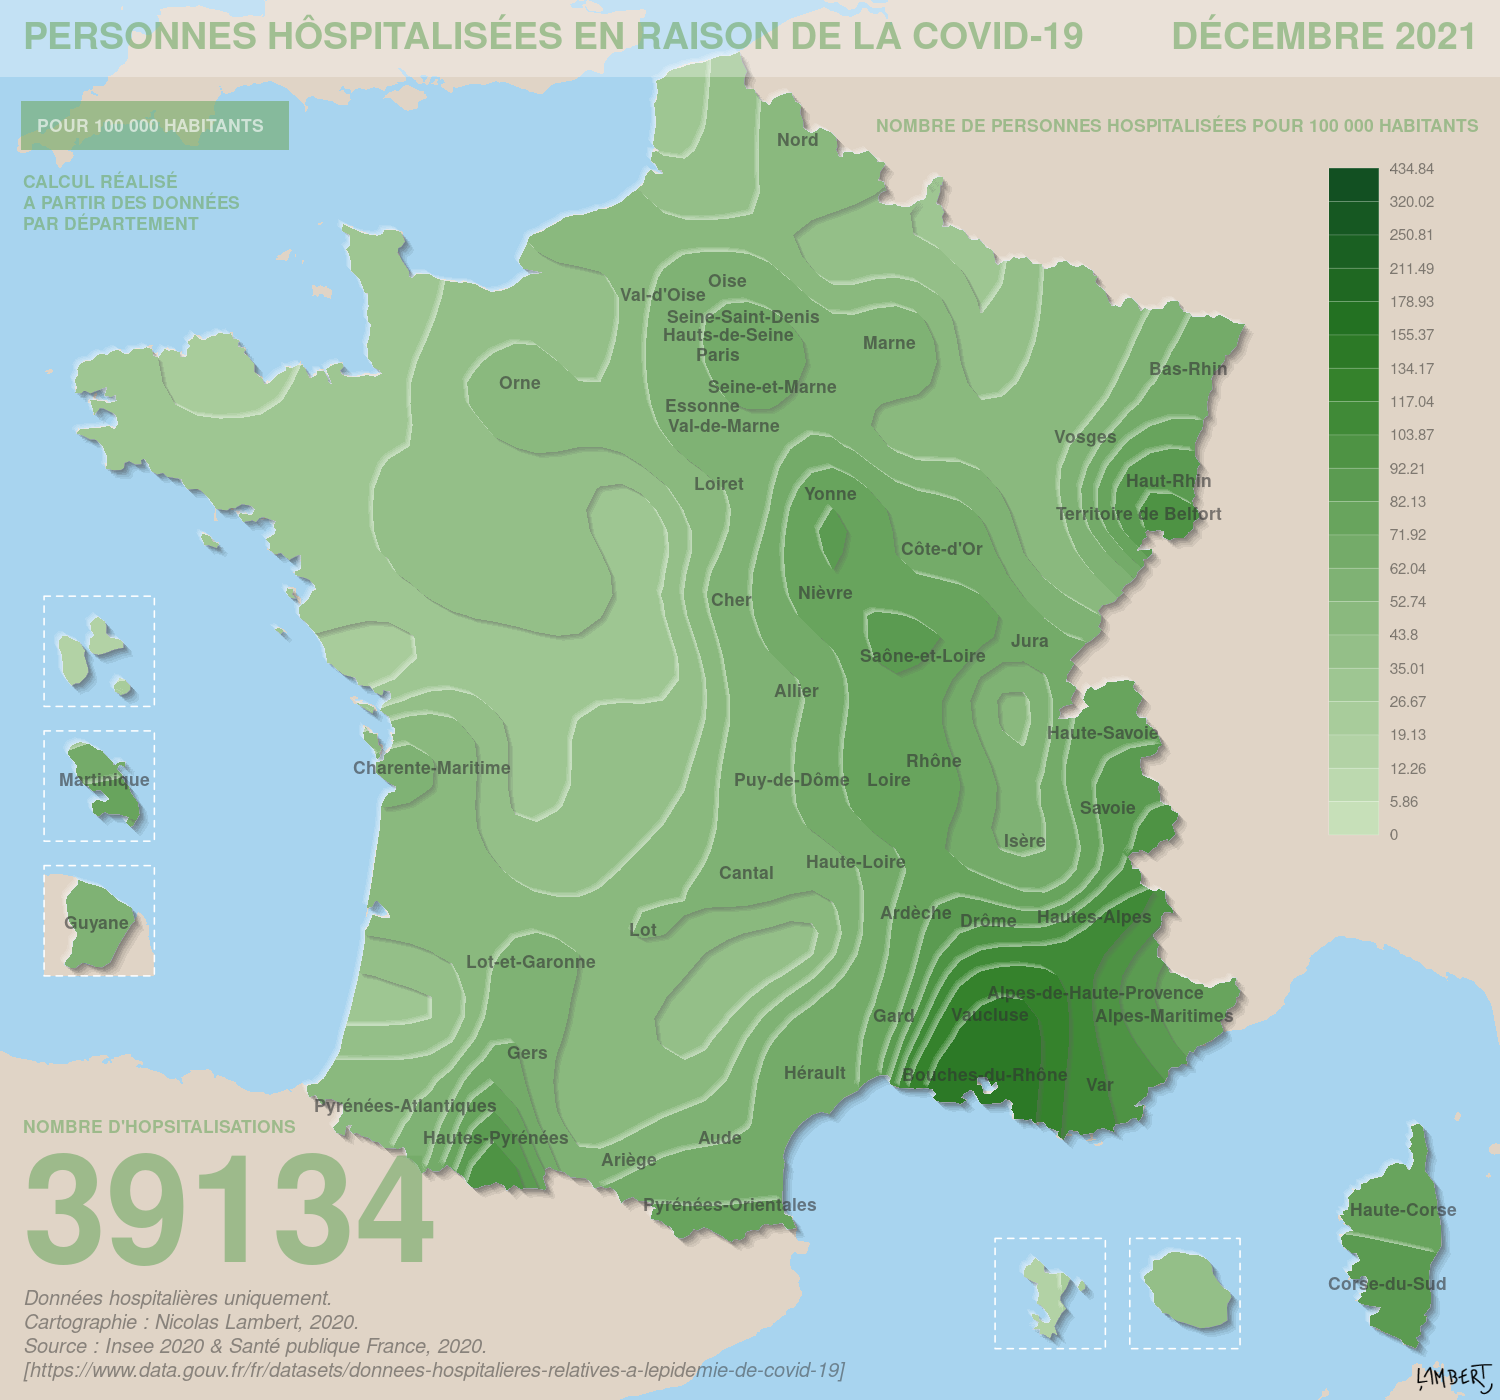 PERSONNES HÔSPITALISÉES EN RAISON DE LA COVID-19
DÉCEMBRE 2021
POUR 100 000 HABITANTS
CALCUL RÉALISÉ
A PARTIR DES DONNÉES
PAR DÉPARTEMENT
NOMBRE DE PERSONNES HOSPITALISÉES POUR 100 000 HABITANTS
434.84
320.02
250.81
211.49
178.93
155.37
134.17
117.04
103.87
92.21
82.13
71.92
62.04
52.74
43.8
35.01
26.67
19.13
12.26
5.86
0
Nord
Oise
Val-d'Oise
Seine-Saint-Denis
Hauts-de-Seine
Paris
Marne
Bas-Rhin
Orne
Seine-et-Marne
Essonne
Val-de-Marne
Vosges
Loiret
Haut-Rhin
Yonne
Territoire de Belfort
Côte-d'Or
Nièvre
Cher
Jura
Saône-et-Loire
Allier
Haute-Savoie
Rhône
Charente-Maritime
Puy-de-Dôme
Loire
Martinique
Savoie
Isère
Haute-Loire
Cantal
Ardèche
Drôme
Hautes-Alpes
Guyane
Lot
Lot-et-Garonne
Alpes-de-Haute-Provence
Gard
Vaucluse
Alpes-Maritimes
Gers
Hérault
Bouches-du-Rhône
Var
Pyrénées-Atlantiques
Hautes-Pyrénées
Aude
Ariège
Pyrénées-Orientales
Haute-Corse
Corse-du-Sud
NOMBRE D'HOPSITALISATIONS
39134
Données hospitalières uniquement.
Cartographie : Nicolas Lambert, 2020.
Source : Insee 2020 & Santé publique France, 2020.
[https://www.data.gouv.fr/fr/datasets/donnees-hospitalieres-relatives-a-lepidemie-de-covid-19]
LAMBERT